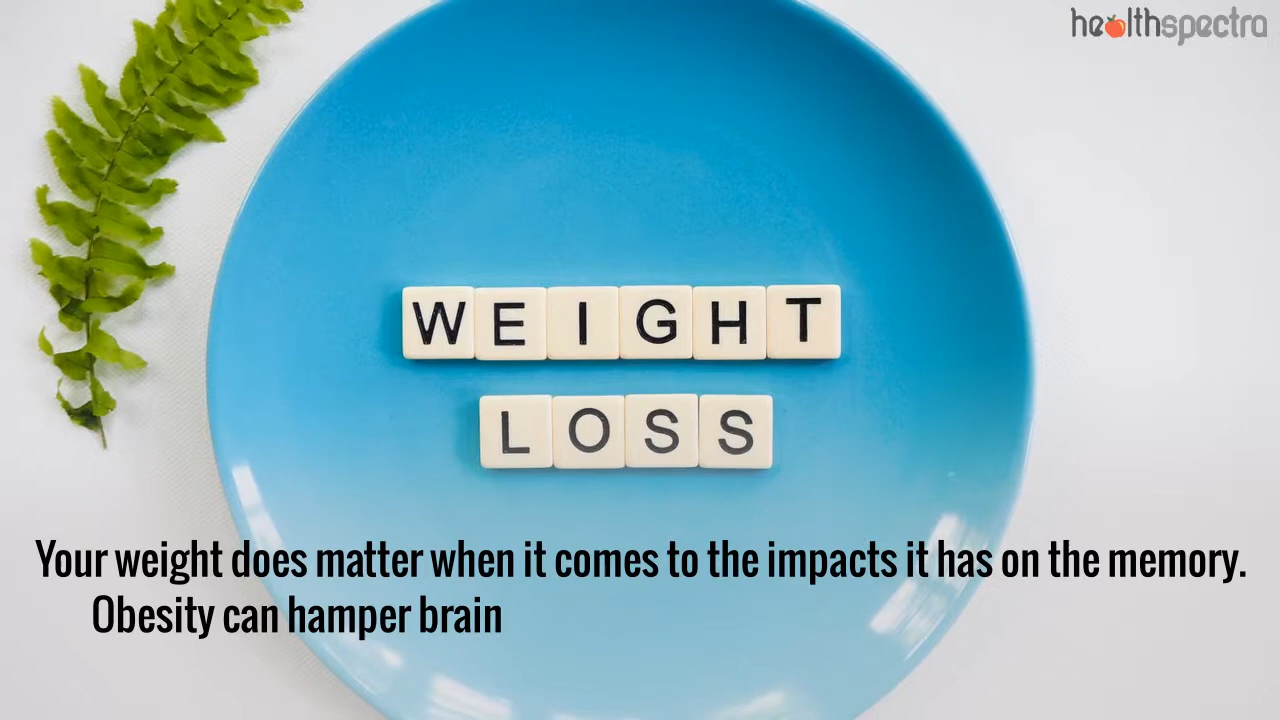 healthspectra
WEIGHT
LOSS
Your weight does matter when it comes to the impacts it has on the memory.
Obesity can hamper brain